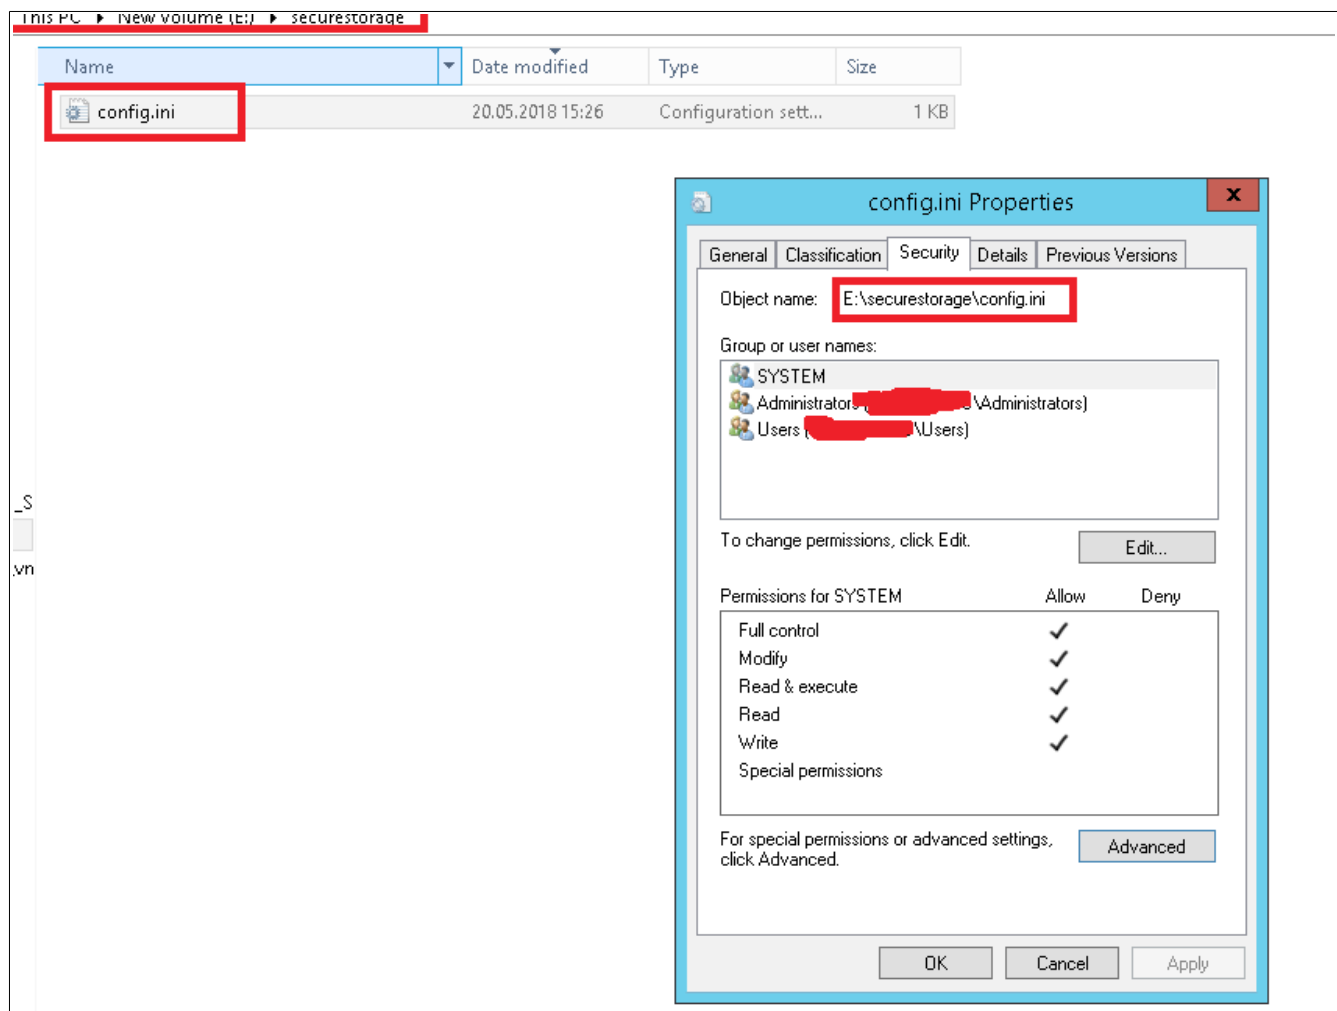 This PC ▸ New Volume (E:) ▸ securestorage
Name Date modified Type Size
config.ini 20.05.2018 15:26 Configuration sett... 1 KB
config.ini Properties
x
General Classification Security Details Previous Versions
Object name: E:\securestorage\config.ini
Group or user names:
SYSTEM
Administrators \Administrators)
Users ( \Users)
_S
To change permissions, click Edit.
Edit...
vn
Permissions for SYSTEM Allow Deny
Full control
Modify
Read & execute
Read
Write
Special permissions
For special permissions or advanced settings,
click Advanced.
Advanced
OK Cancel Apply